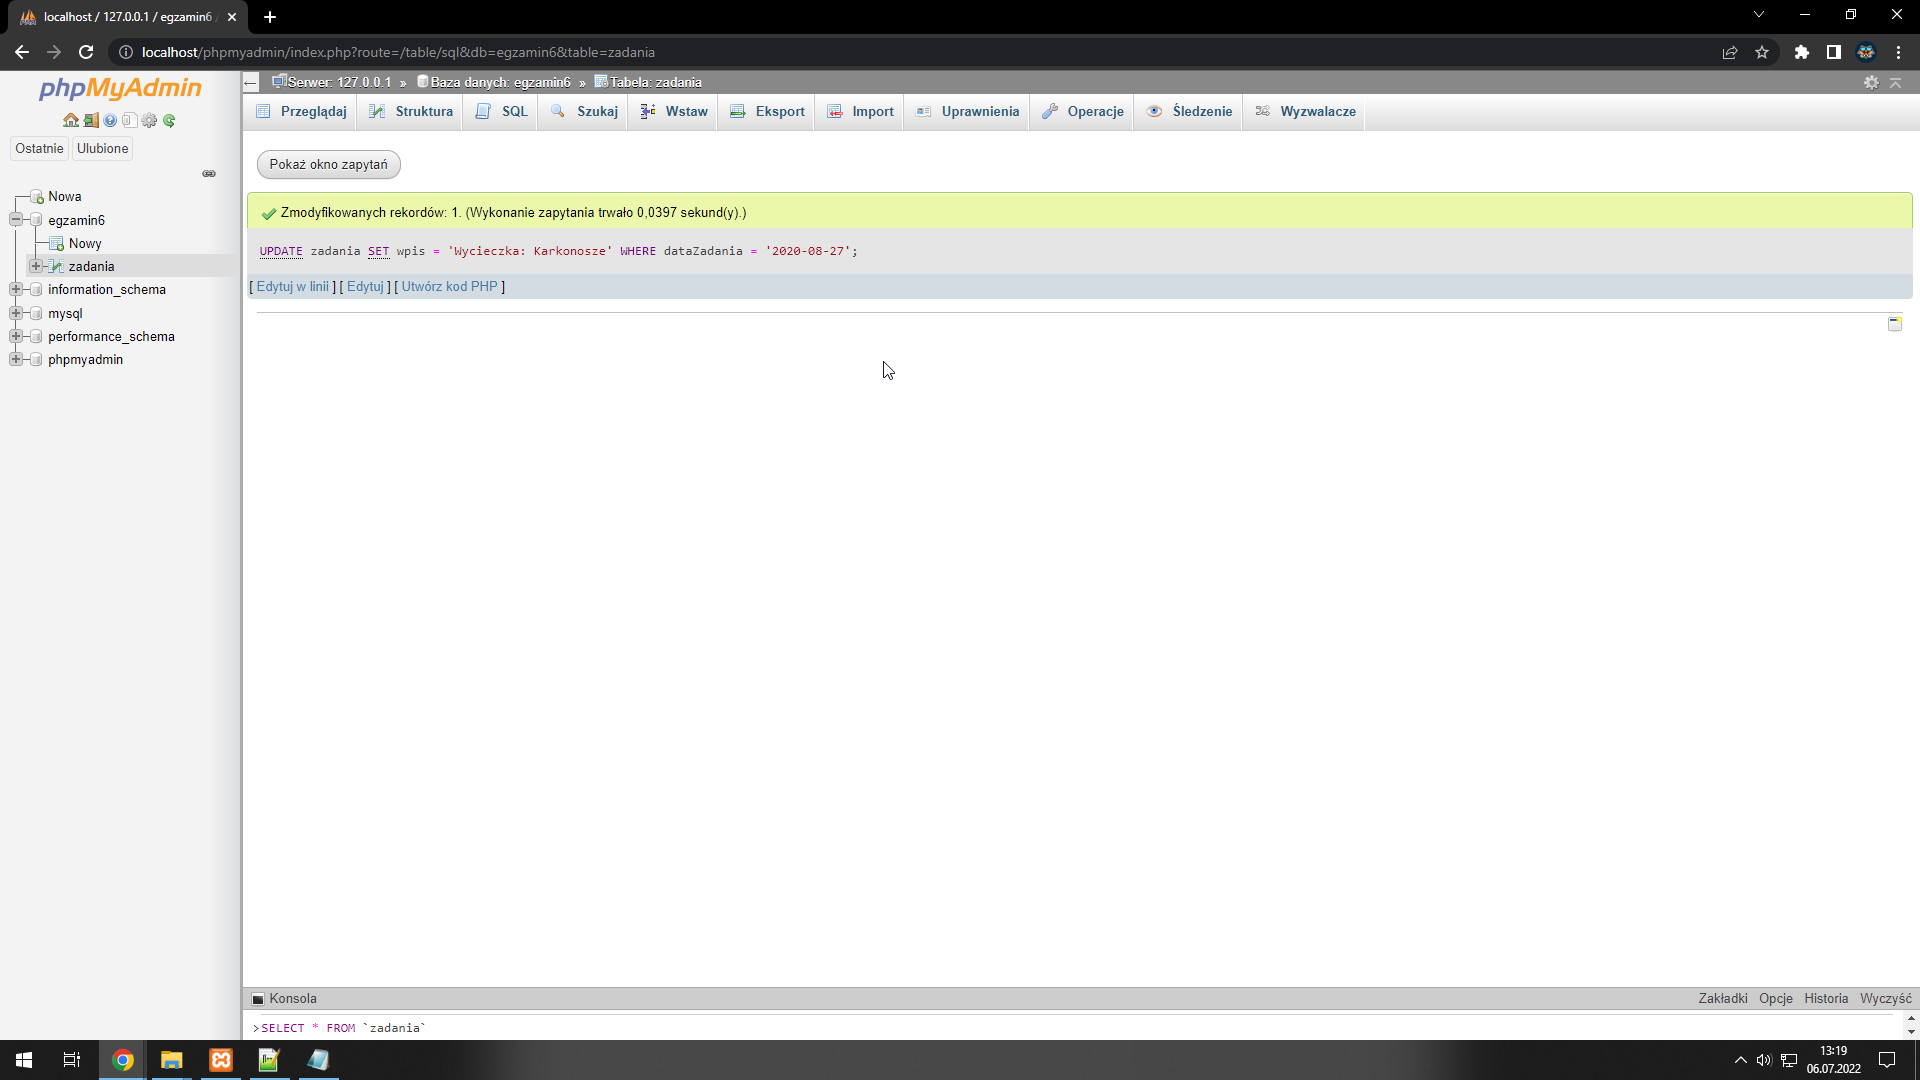 localhost / 127.0.0.1 / egzamin6
localhost/phpmyadmin/index.php?route=/table/sql&db=egzamin6&table=zadania
phpMyAdmin
Ostatnie Ulubione
Nowa
egzamin6
Nowy
zadania
information_schema
mysql
performance_schema
phpmyadmin
Serwer: 127.0.0.1 » Baza danych: egzamin6 » Tabela: zadania
Przeglądaj Struktura SQL Szukaj Wstaw Eksport Import Uprawnienia Operacje Śledzenie Wyzwalacze
Pokaż okno zapytań
Zmodyfikowanych rekordów: 1. (Wykonanie zapytania trwało 0,0397 sekund(y).)
UPDATE zadania SET wpis = 'Wycieczka: Karkonosze' WHERE dataZadania = '2020-08-27';
[ Edytuj w linii ] [ Edytuj ] [ Utwórz kod PHP ]
Konsola Zakładki Opcje Historia Wyczyść
>SELECT * FROM `zadania`
13:19
06.07.2022